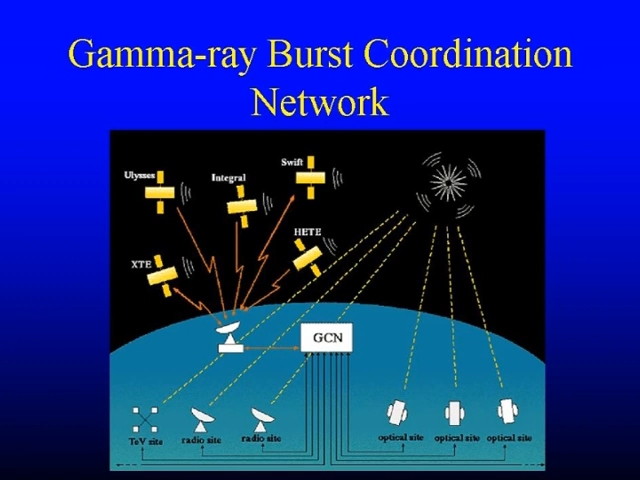 Gamma-ray Burst Coordination
Network
Swift
Ulysses
Integral
HETE
XTE
GCN
TeV site
radio site
radio site
optical site
optical site
optical site